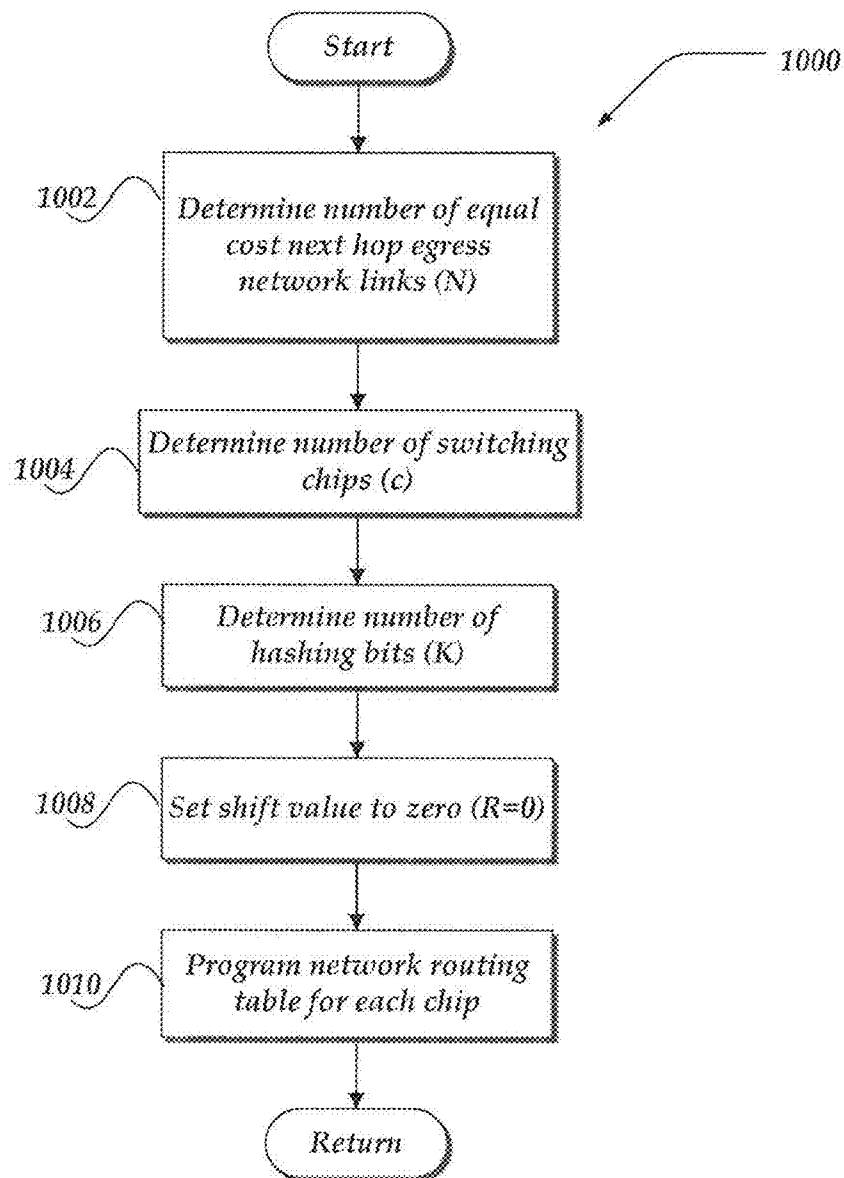 Start
1000
1002
Determine number of equal
cost next hop egress
network links (N)
Determine number of switching
chips (c)
1004
1006
Determine number of
hashing bits (K)
1008
Set shift value to zero (R=0)
1010
Program network routing
table for each chip
Return